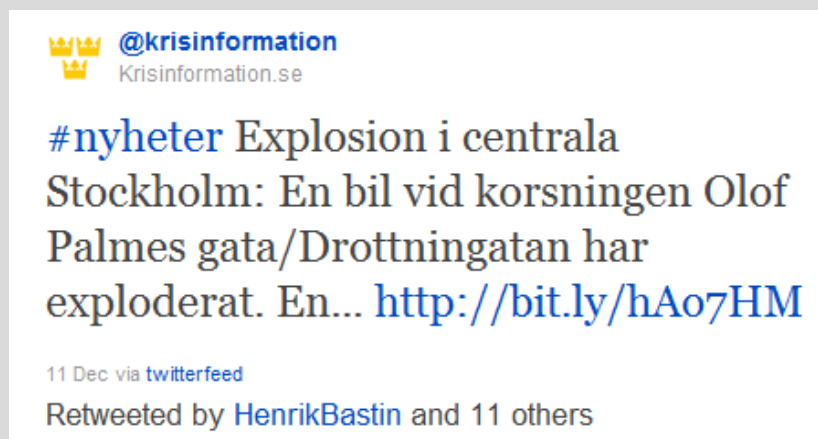 @krisinformation
Krisinformation.se
#nyheter Explosion i centrala
Stockholm: En bil vid korsningen Olof
Palmes gata/Drottningatan har
exploderat. En... http://bit.ly/hAo7HM
11 Dec via twitterfeed
Retweeted by HenrikBastin and 11 others